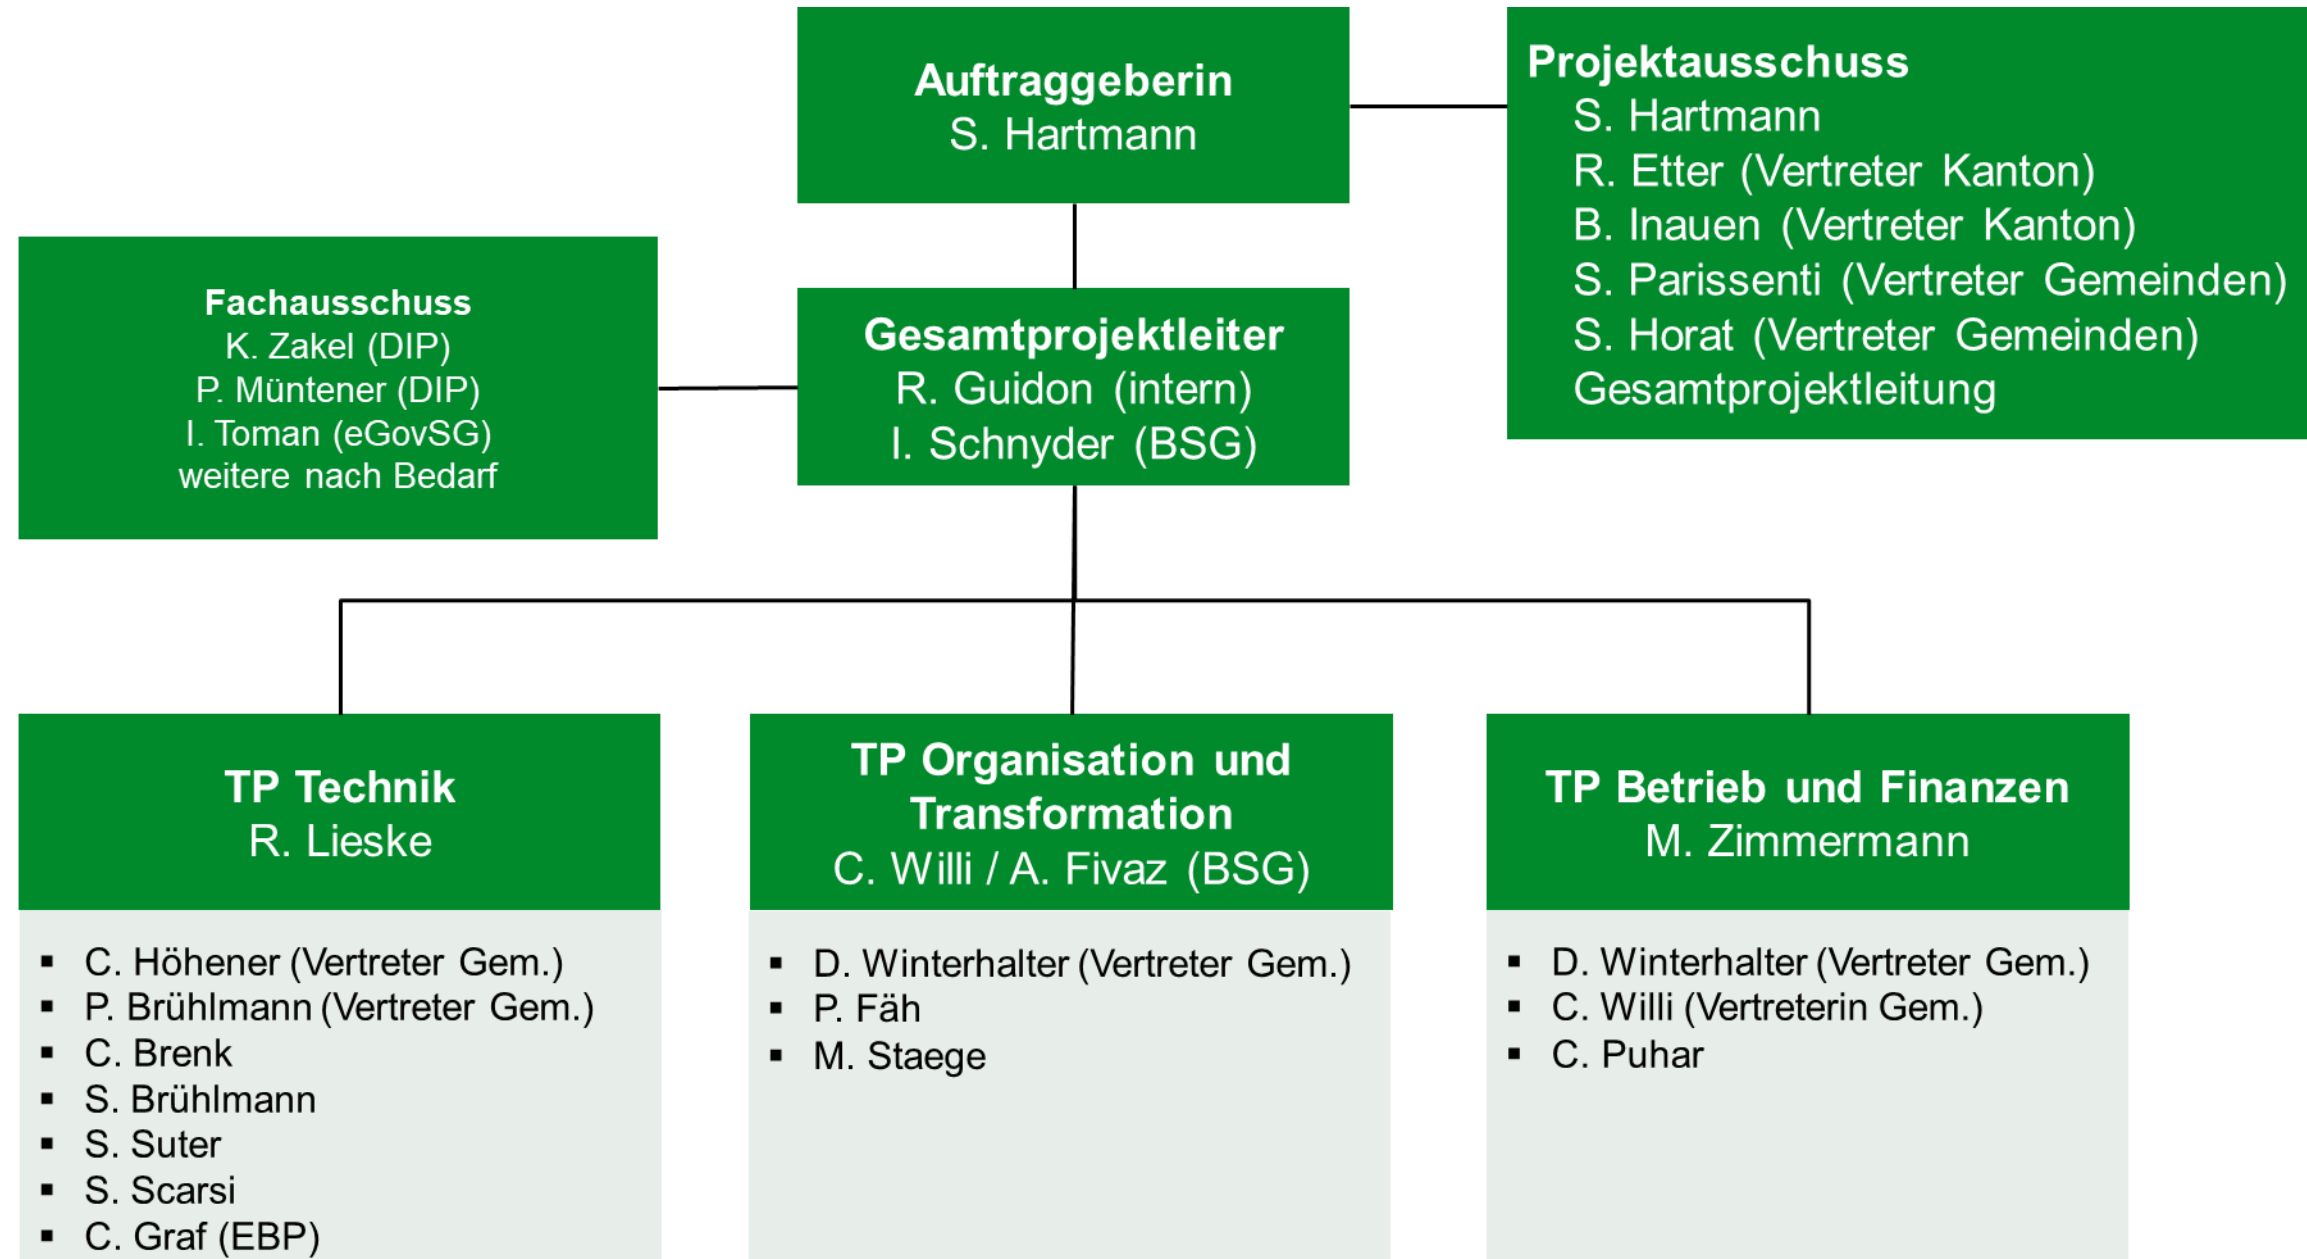 Auftraggeberin
S. Hartmann
Projektausschuss
S. Hartmann
R. Etter (Vertreter Kanton)
B. Inauen (Vertreter Kanton)
S. Parissenti (Vertreter Gemeinden)
S. Horat (Vertreter Gemeinden)
Gesamtprojektleitung
Fachausschuss
K. Zakel (DIP)
P. Müntener (DIP)
I. Toman (eGovSG)
weitere nach Bedarf
Gesamtprojektleiter
R. Guidon (intern)
I. Schnyder (BSG)
TP Technik
R. Lieske
▪ C. Höhener (Vertreter Gem.)
▪ P. Brühlmann (Vertreter Gem.)
▪ C. Brenk
▪ S. Brühlmann
▪ S. Suter
▪ S. Scarsi
▪ C. Graf (EBP)
TP Organisation und
Transformation
C. Willi / A. Fivaz (BSG)
▪ D. Winterhalter (Vertreter Gem.)
▪ P. Fäh
▪ M. Staege
TP Betrieb und Finanzen
M. Zimmermann
▪ D. Winterhalter (Vertreter Gem.)
▪ C. Willi (Vertreterin Gem.)
▪ C. Puhar